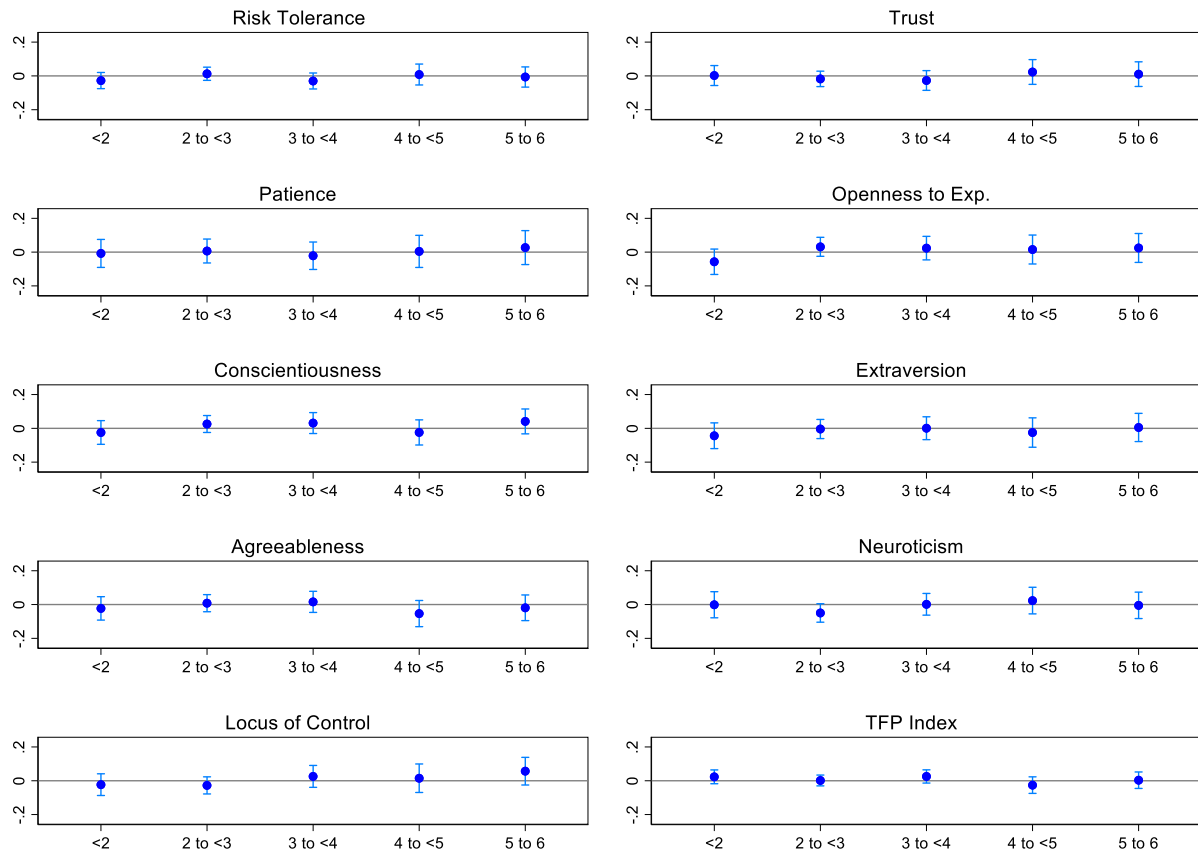 Risk Tolerance
.2
0
-.2
<2 2 to <3 3 to <4 4 to <5 5 to 6
Trust
.2
0
-.2
<2 2 to <3 3 to <4 4 to <5 5 to 6
Patience
.2
0
-.2
<2 2 to <3 3 to <4 4 to <5 5 to 6
Openness to Exp.
.2
0
-.2
<2 2 to <3 3 to <4 4 to <5 5 to 6
Conscientiousness
.2
0
-.2
<2 2 to <3 3 to <4 4 to <5 5 to 6
Extraversion
.2
0
-.2
<2 2 to <3 3 to <4 4 to <5 5 to 6
Agreeableness
.2
0
-.2
<2 2 to <3 3 to <4 4 to <5 5 to 6
Neuroticism
.2
0
-.2
<2 2 to <3 3 to <4 4 to <5 5 to 6
Locus of Control
.2
0
-.2
<2 2 to <3 3 to <4 4 to <5 5 to 6
TFP Index
.2
0
-.2
<2 2 to <3 3 to <4 4 to <5 5 to 6